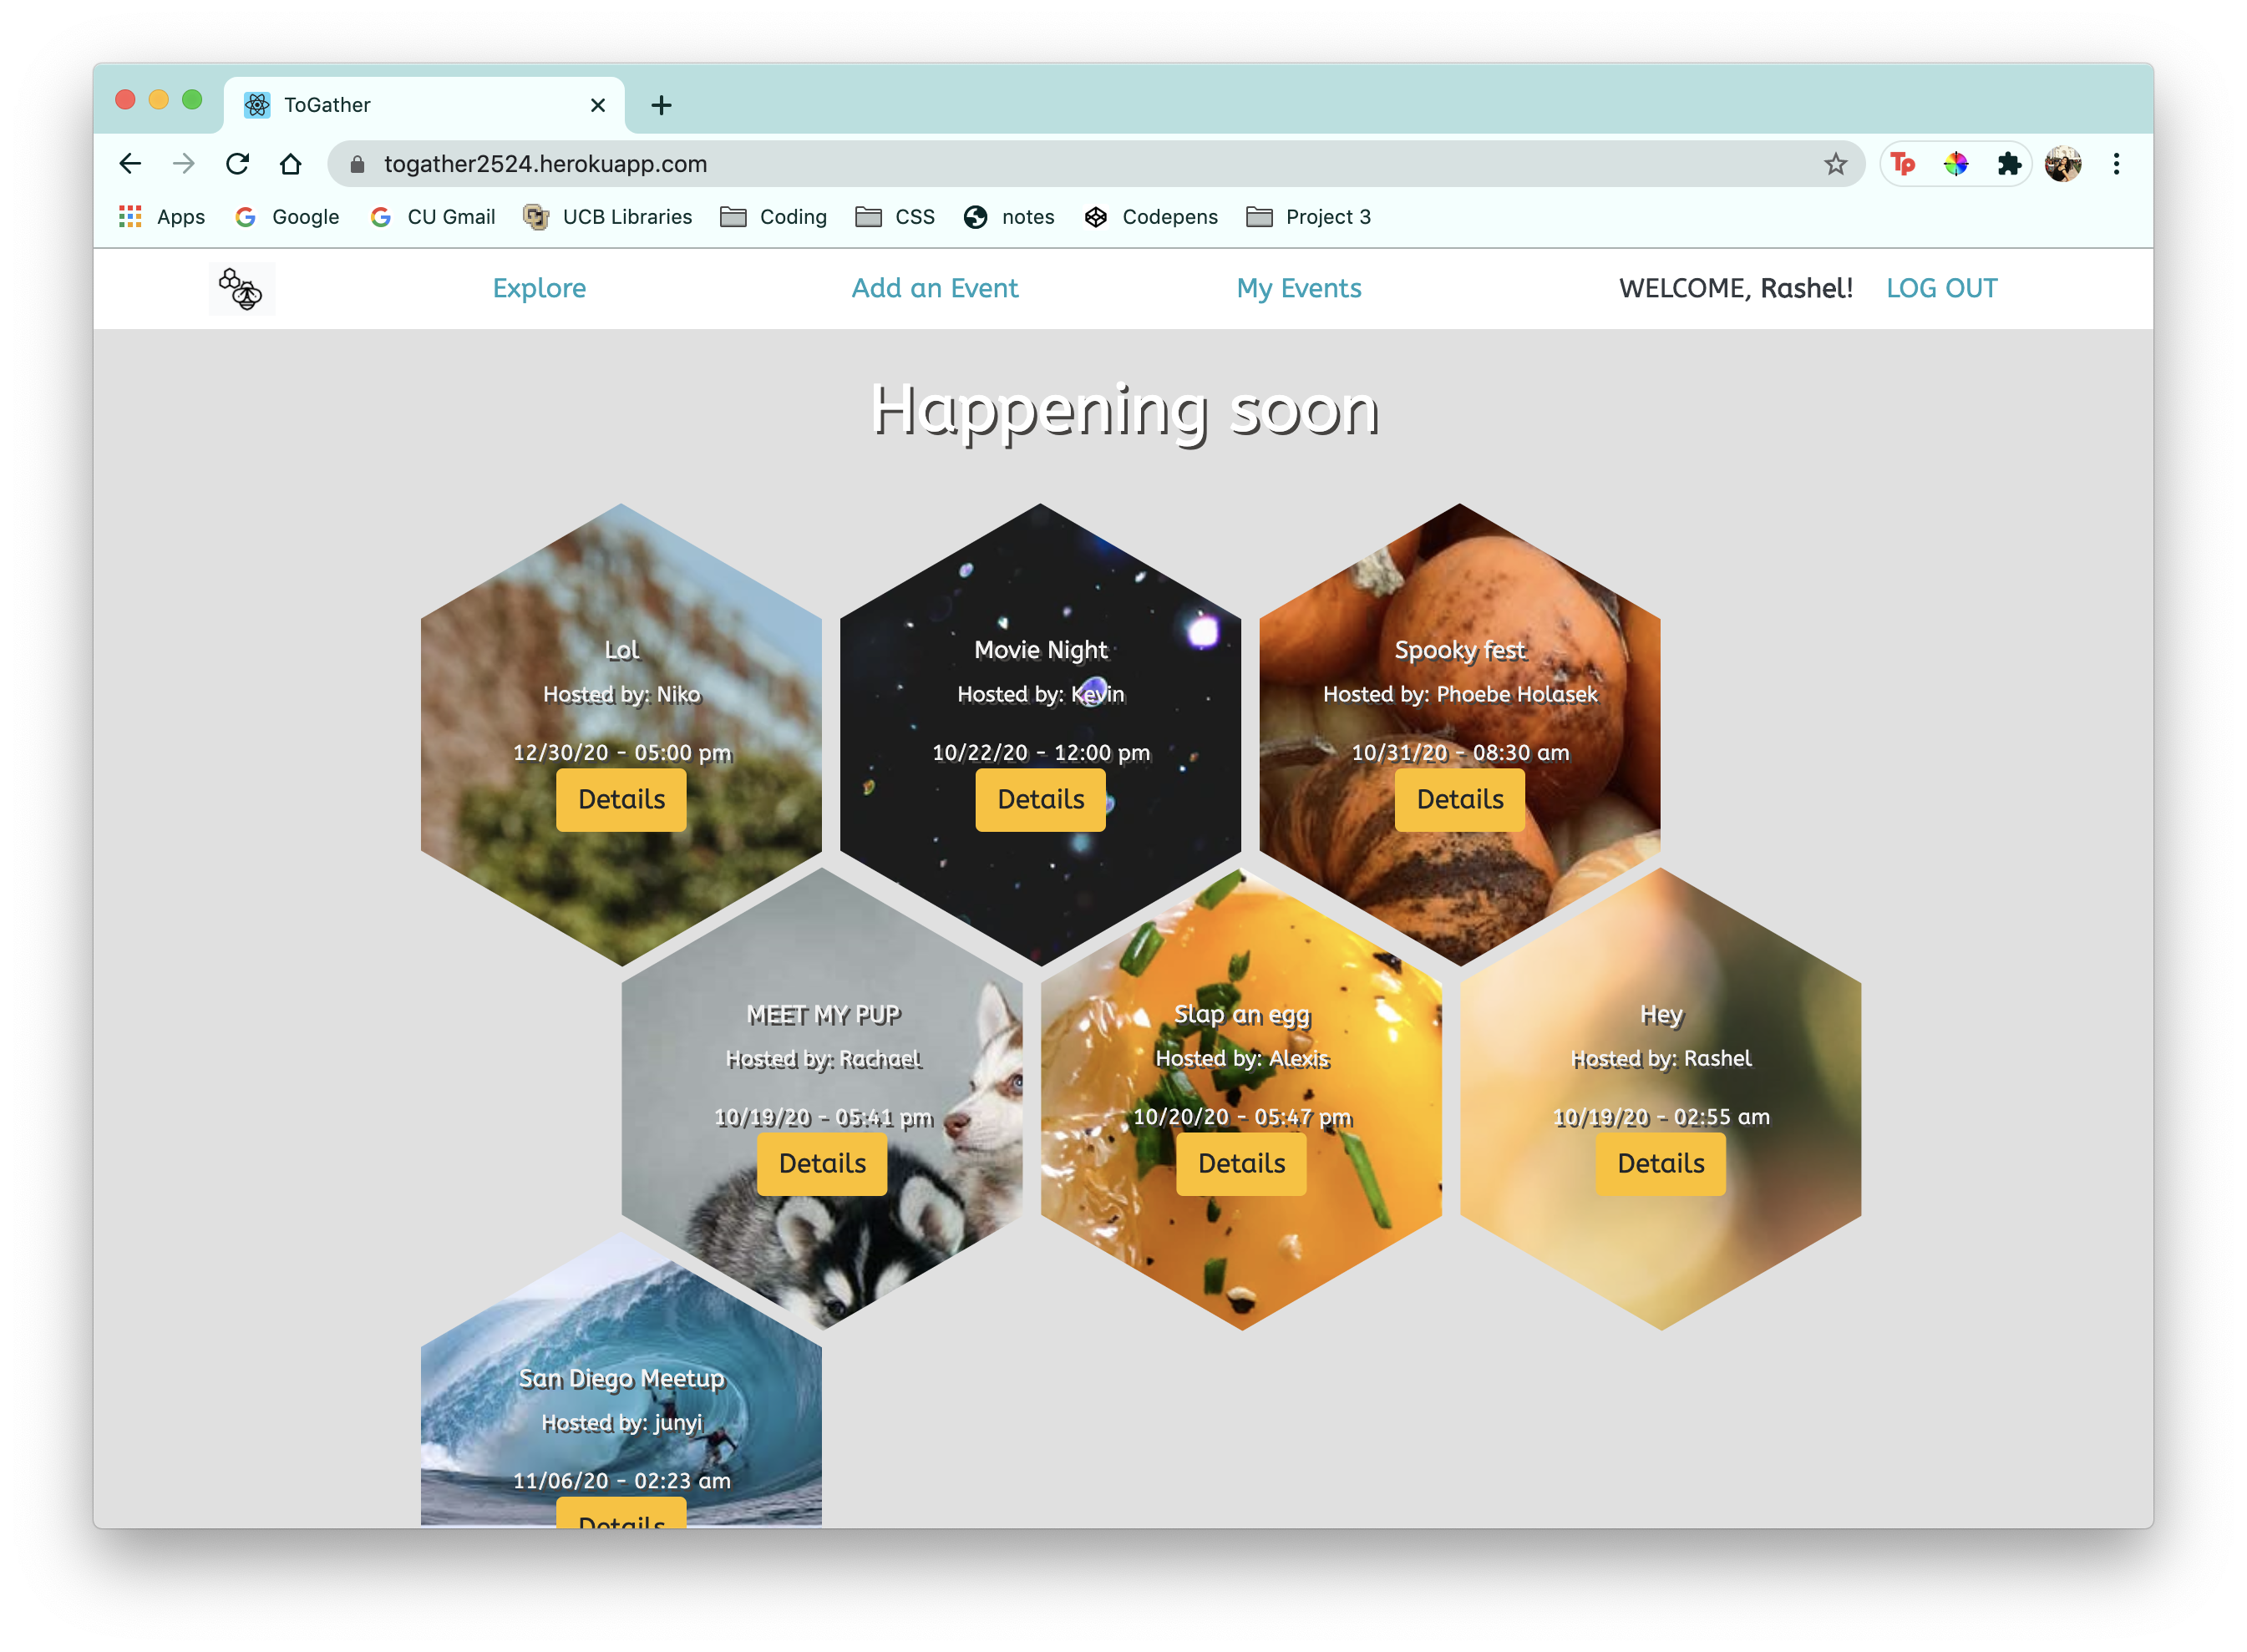 ToGather
togather2524.herokuapp.com
Tp
Apps Google CU Gmail UCB Libraries Coding CSS notes Codepens Project 3
Explore Add an Event My Events WELCOME, Rashel! LOG OUT
Happening soon
Lol
Hosted by: Niko
12/30/20 - 05:00 pm
Details
Movie Night
Hosted by: Kevin
10/22/20 - 12:00 pm
Details
Spooky fest
Hosted by: Phoebe Holasek
10/31/20 - 08:30 am
Details
MEET MY PUP
Hosted by: Rachael
10/19/20 - 05:41 pm
Details
Slap an egg
Hosted by: Alexis
10/20/20 - 05:47 pm
Details
Hey
Hosted by: Rashel
10/19/20 - 02:55 am
Details
San Diego Meetup
Hosted by: junyi
11/06/20 - 02:23 am
Details